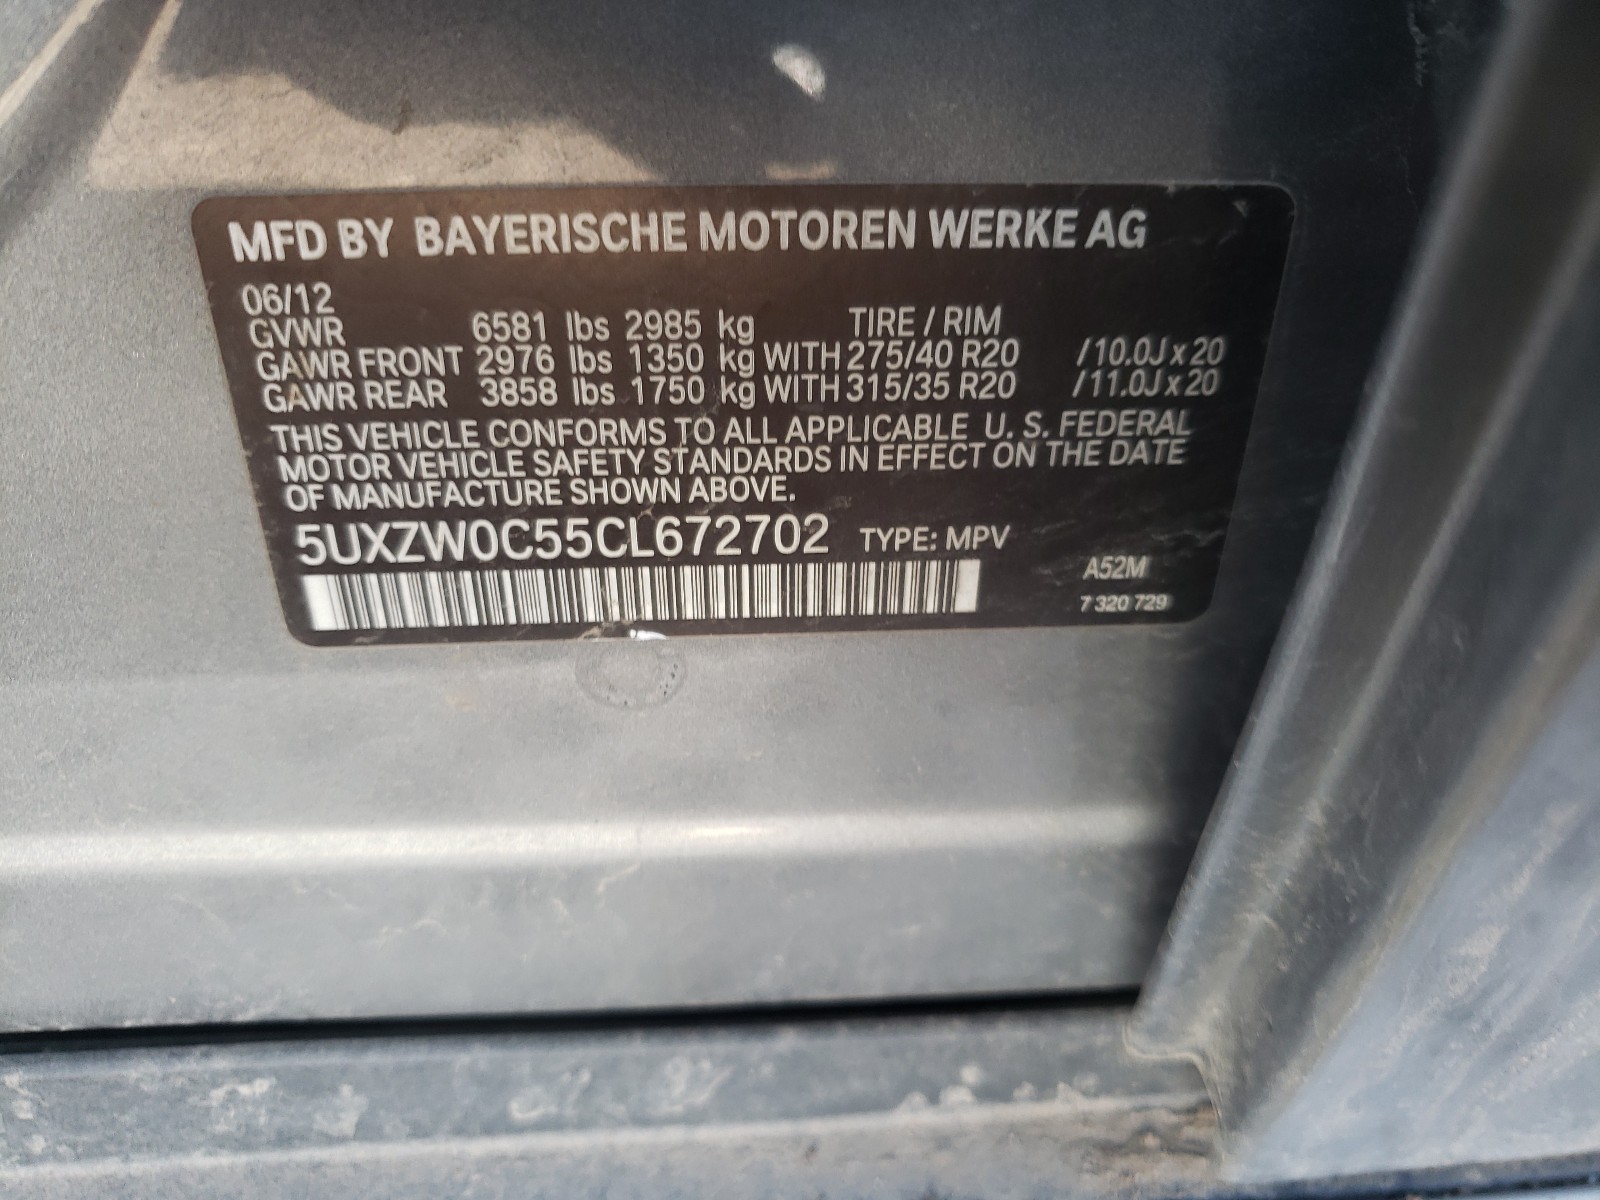 MFD BY BAYERISCHE MOTOREN WERKE AG
06/12
GVWR 6581 lbs 2985 kg TIRE / RIM
GAWR FRONT 2976 lbs 1350 kg WITH 275/40 R20 /10.0J x 20
GAWR REAR 3858 lbs 1750 kg WITH 315/35 R20 /11.0J x 20
THIS VEHICLE CONFORMS TO ALL APPLICABLE U. S. FEDERAL
MOTOR VEHICLE SAFETY STANDARDS IN EFFECT ON THE DATE
OF MANUFACTURE SHOWN ABOVE.
5UXZW0C55CL672702 TYPE: MPV
A52M
7 320 729